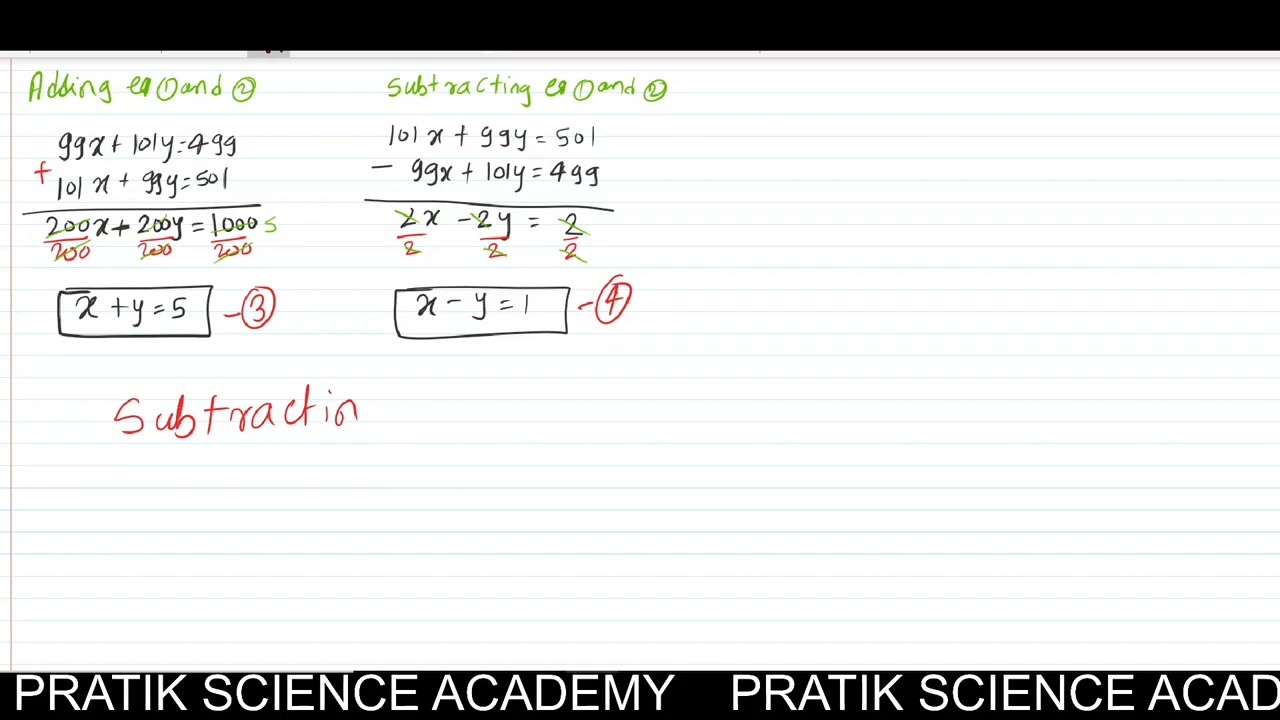 Adding eq ① and ②
99x + 101y = 499
+ 101x + 99y = 501
200x + 200y = 1000 5
200 200 200
x + y = 5 - ③
Subtracting eq ① and ②
101x + 99y = 501
- 99x + 101y = 499
2x - 2y = 2
2 2 2
x - y = 1 - ④
Subtractin
PRATIK SCIENCE ACADEMY PRATIK SCIENCE ACAD